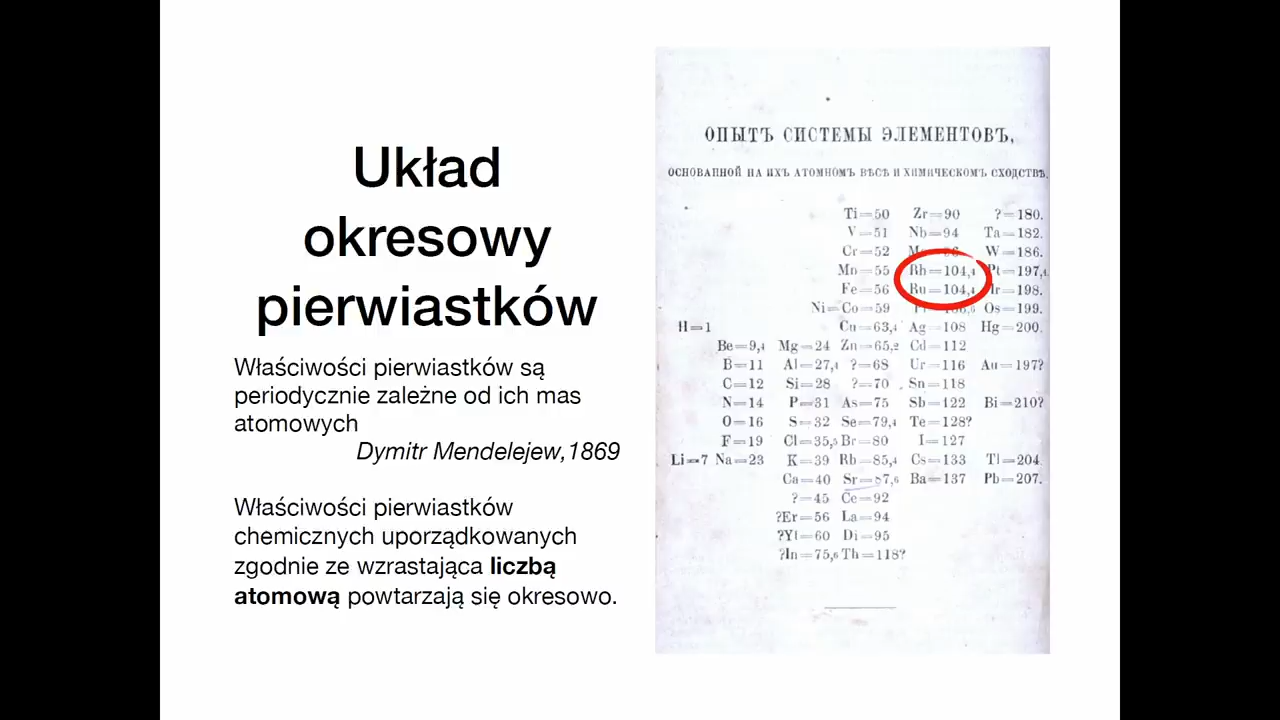 Układ
okresowy
pierwiastków
Właściwości pierwiastków są
periodycznie zależne od ich mas
atomowych
Dymitr Mendelejew,1869
Właściwości pierwiastków
chemicznych uporządkowanych
zgodnie ze wzrastająca liczbą
atomową powtarzają się okresowo.
ОПЫТЪ СИСТЕМЫ ЭЛЕМЕНТОВЪ,
ОСНОВАННОЙ НА ИХЪ АТОМНОМЪ ВѢСѢ И ХИМИЧЕСКОМЪ СХОДСТВѢ.
Ti=50 Zr=90 ?=180.
V=51 Nb=94 Ta=182.
Cr=52 W=186.
Mn=55 Rh=104,4 Pt=197,4
Fe=56 Ru=104,4 Ir=198.
Ni=Co=59 Os=199.
H=1 Cu=63,4 Ag=108 Hg=200.
Be=9,4 Mg=24 Zn=65,2 Cd=112
B=11 Al=27,4 ?=68 Ur=116 Au=197?
C=12 Si=28 ?=70 Sn=118
N=14 P=31 As=75 Sb=122 Bi=210?
O=16 S=32 Se=79,4 Te=128?
F=19 Cl=35,5 Br=80 I=127
Li=7 Na=23 K=39 Rb=85,4 Cs=133 Tl=204.
Ca=40 Sr=87,6 Ba=137 Pb=207.
?=45 Ce=92
?Er=56 La=94
?Yt=60 Di=95
?In=75,6 Th=118?